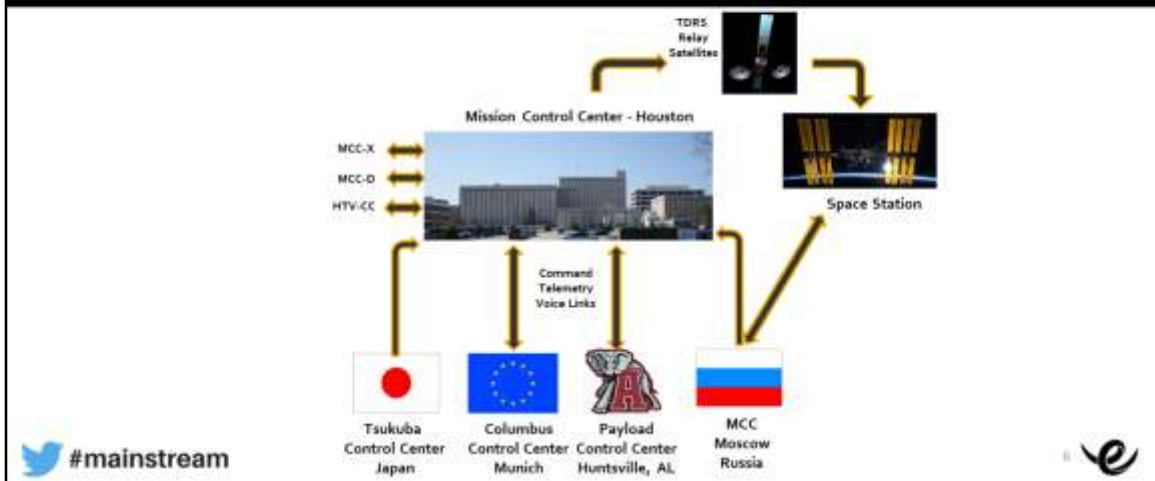 TDRS
Relay
Satellites
Mission Control Center - Houston
MCC-X
MCC-D
HTV-CC
Space Station
Command
Telemetry
Voice Links
A
Tsukuba
Control Center
Japan
Columbus
Control Center
Munich
Payload
Control Center
Huntsville, AL
MCC
Moscow
Russia
#mainstream
6